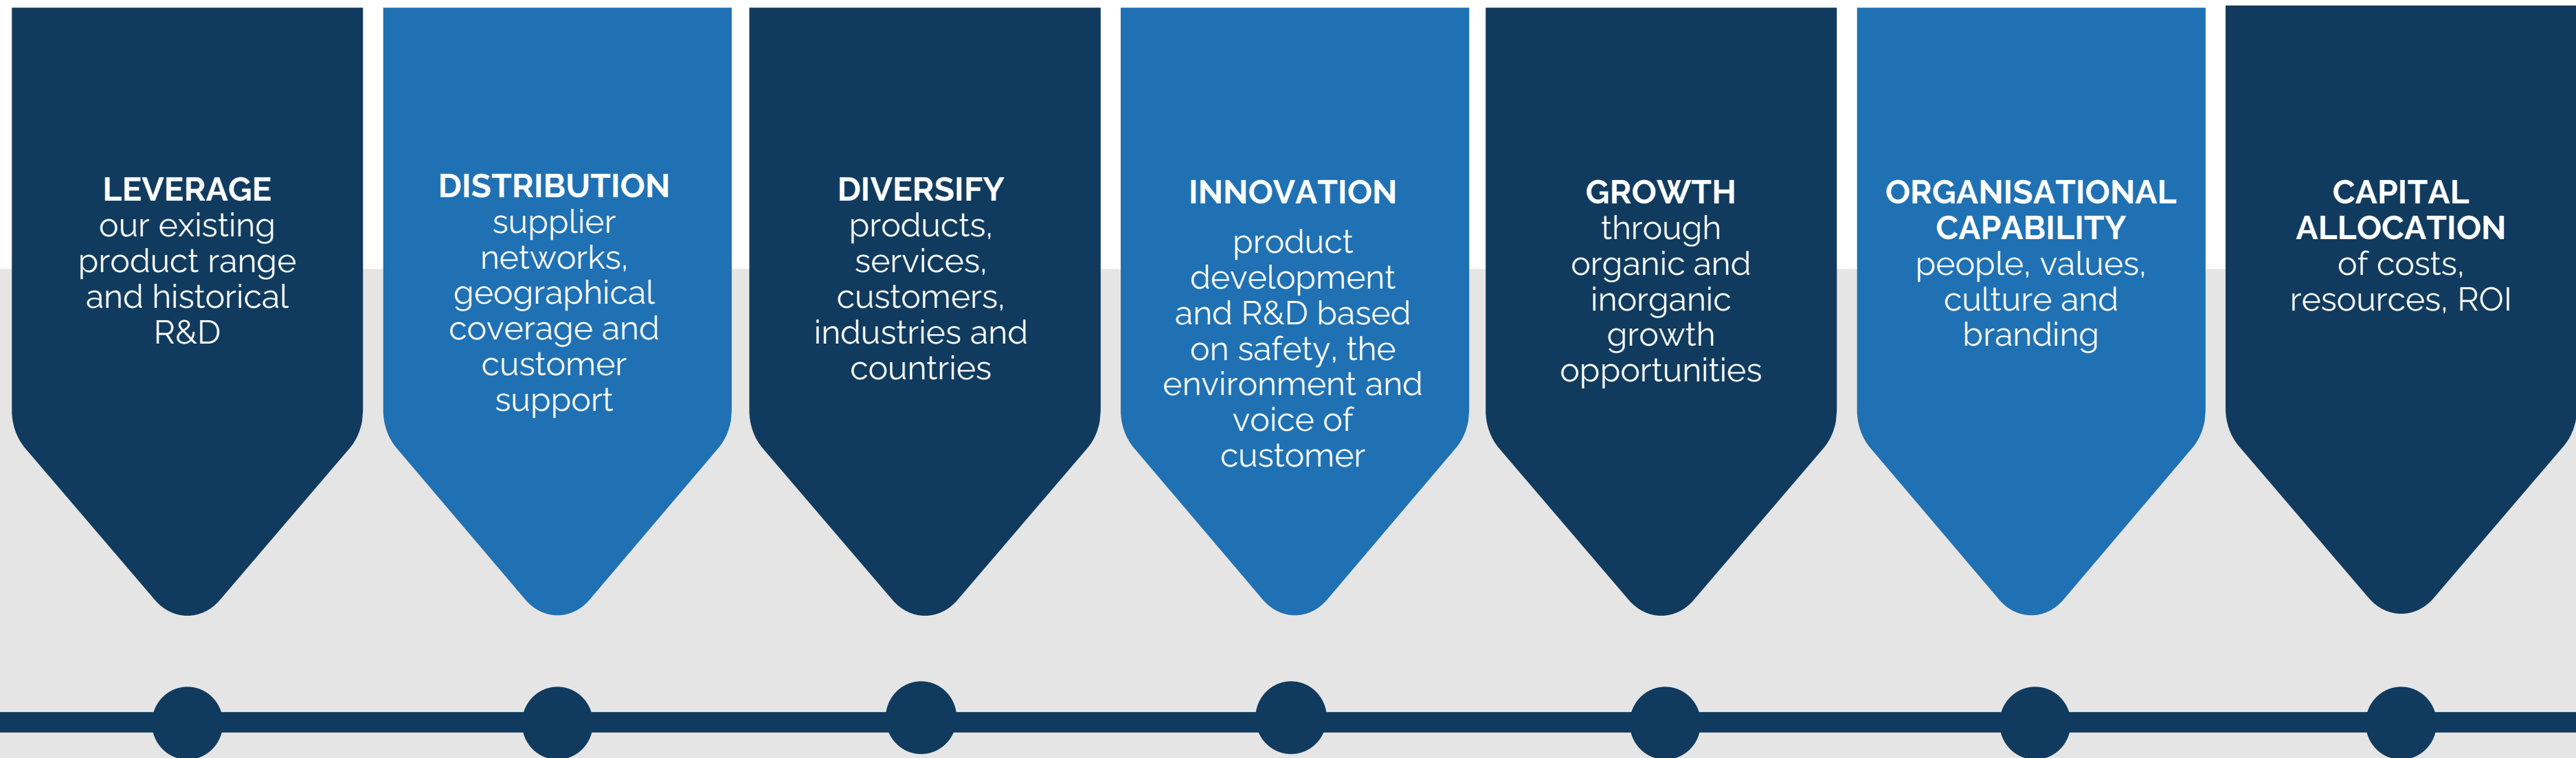 LEVERAGE
our existing
product range
and historical
R&D
DISTRIBUTION
supplier
networks,
geographical
coverage and
customer
support
DIVERSIFY
products,
services,
customers,
industries and
countries
INNOVATION
product
development
and R&D based
on safety, the
environment and
voice of
customer
GROWTH
through
organic and
inorganic
growth
opportunities
ORGANISATIONAL
CAPABILITY
people, values,
culture and
branding
CAPITAL
ALLOCATION
of costs,
resources, ROI